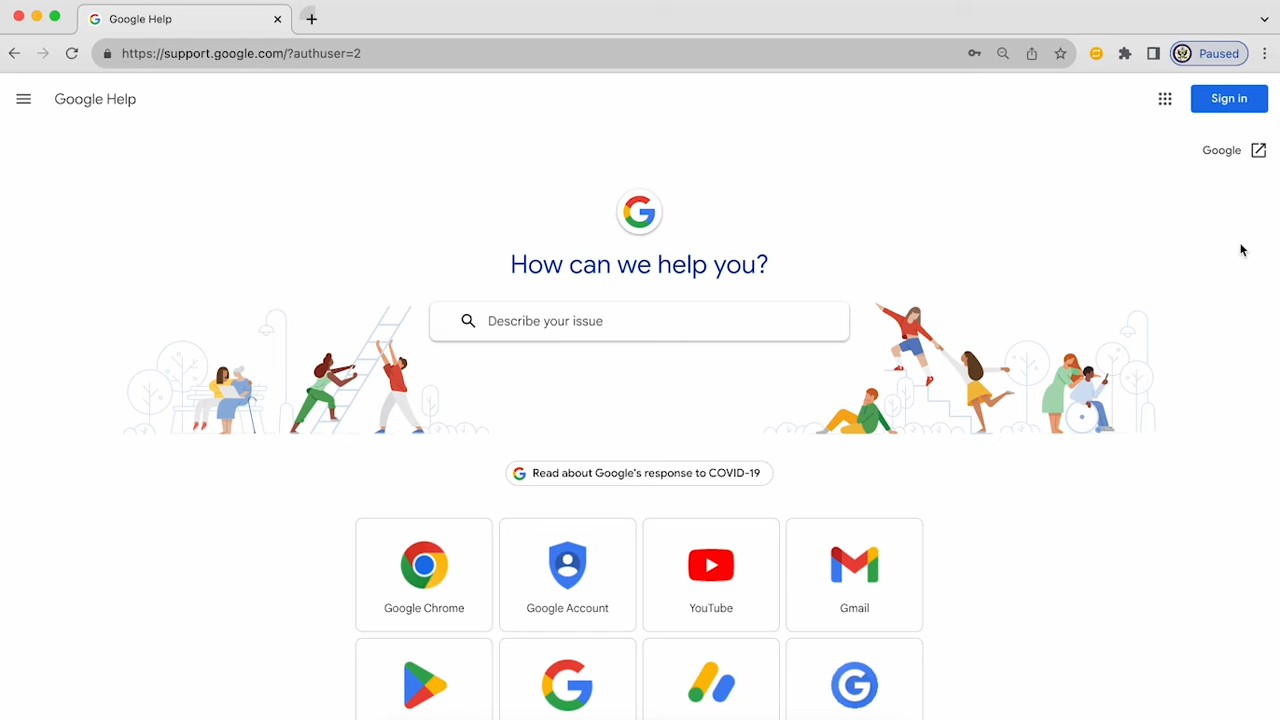 Google Help
https://support.google.com/?authuser=2
Paused
Google Help
Sign in
Google
How can we help you?
Describe your issue
Read about Google's response to COVID-19
Google Chrome
Google Account
YouTube
Gmail